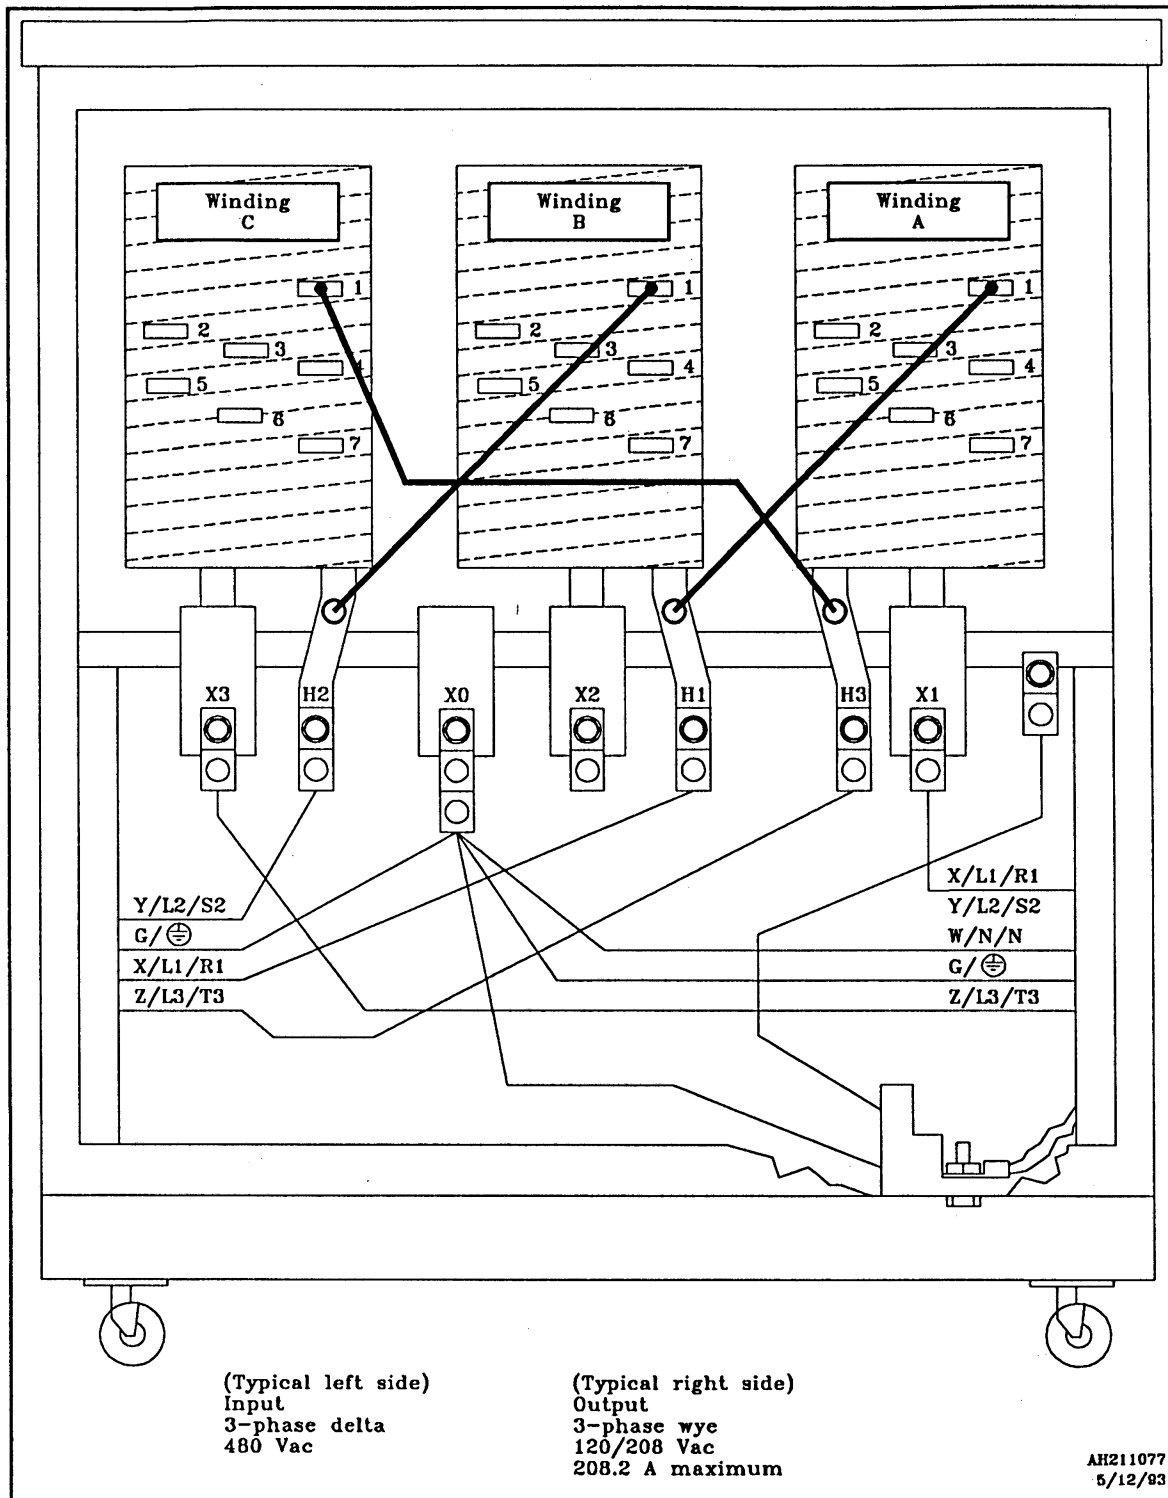 Winding
C
Winding
B
Winding
A
1
1
1
2
2
2
3
3
3
4
4
4
5
5
5
6
6
6
7
7
7
X3
H2
X0
X2
H1
H3
X1
Y/L2/S2
G/⏚
X/L1/R1
Z/L3/T3
X/L1/R1
Y/L2/S2
W/N/N
G/⏚
Z/L3/T3
(Typical left side)
Input
3-phase delta
480 Vac
(Typical right side)
Output
3-phase wye
120/208 Vac
208.2 A maximum
AH211077
5/12/93